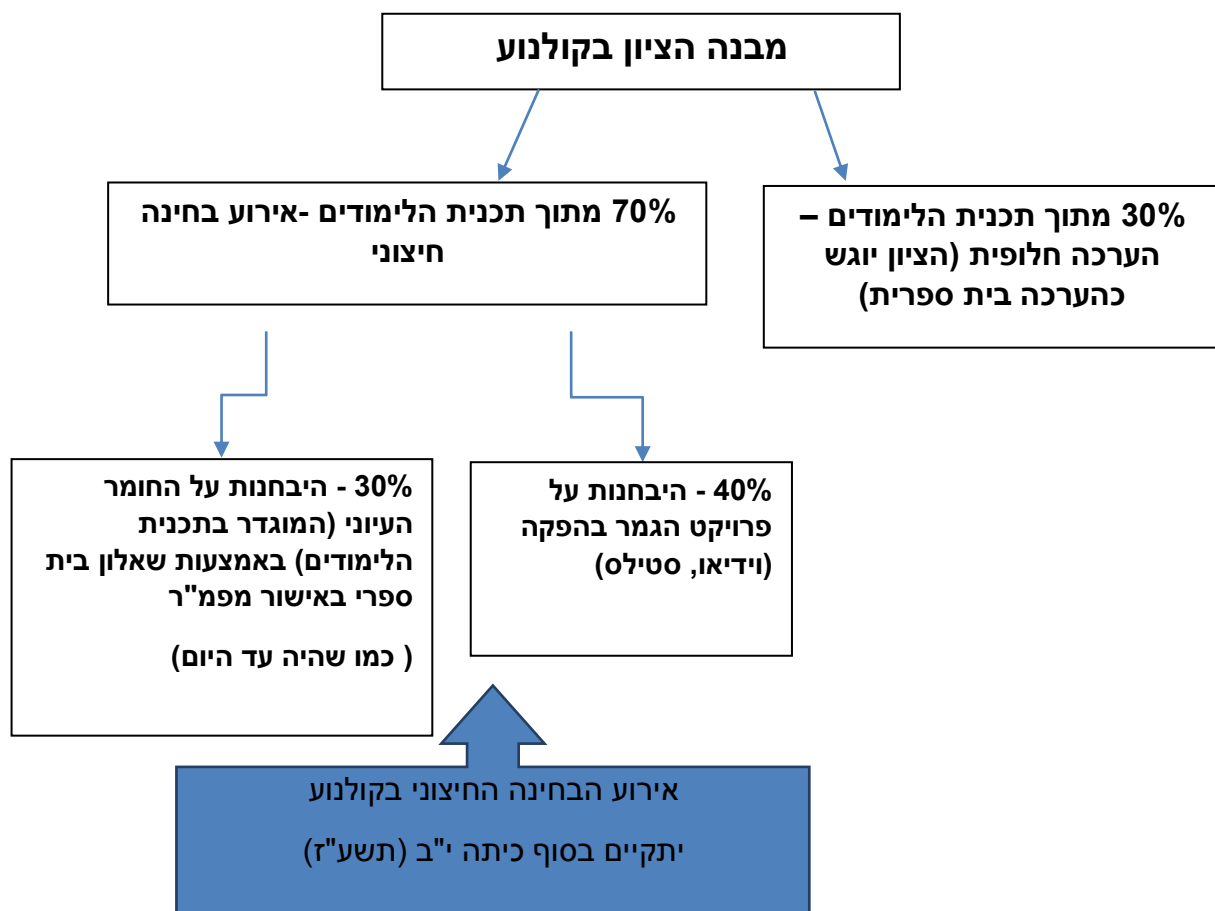 מבנה הציון בקולנוע
70% מתוך תכנית הלימודים -אירוע בחינה
חיצוני
30% מתוך תכנית הלימודים –
הערכה חלופית (הציון יוגש
כהערכה בית ספרית)
40% - היבחנות על
פרויקט הגמר בהפקה
(וידיאו, סטילס)
30% - היבחנות על החומר
העיוני (המוגדר בתכנית
הלימודים) באמצעות שאלון בית
ספרי באישור מפמ"ר
( כמו שהיה עד היום)
אירוע הבחינה החיצוני בקולנוע
יתקיים בסוף כיתה י"ב (תשע"ז)